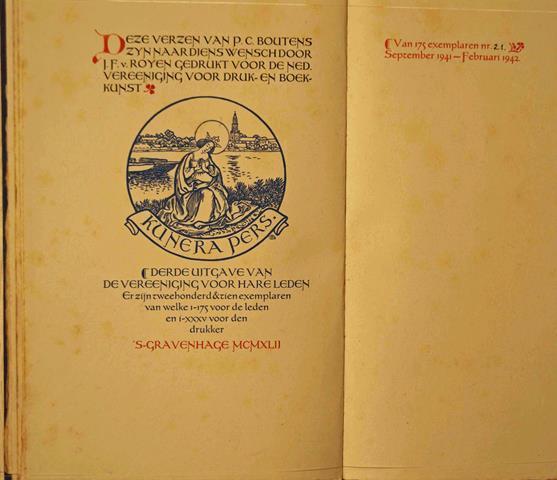 DEZE VERZEN VAN P. C. BOUTENS
ZYN NAAR DIENS WENSCH DOOR
J. F. v. ROYEN GEDRUKT VOOR DE NED.
VEREENIGING VOOR DRUK- EN BOEK-
KUNST
KUNERA PERS.
DERDE UITGAVE VAN
DE VEREENIGING VOOR HARE LEDEN
Er zijn tweehonderd & tien exemplaren
van welke 1-175 voor de leden
en i-xxxv voor den
drukker
'S-GRAVENHAGE MCMXLII
Van 175 exemplaren nr. 21.
September 1941 — Februari 1942.